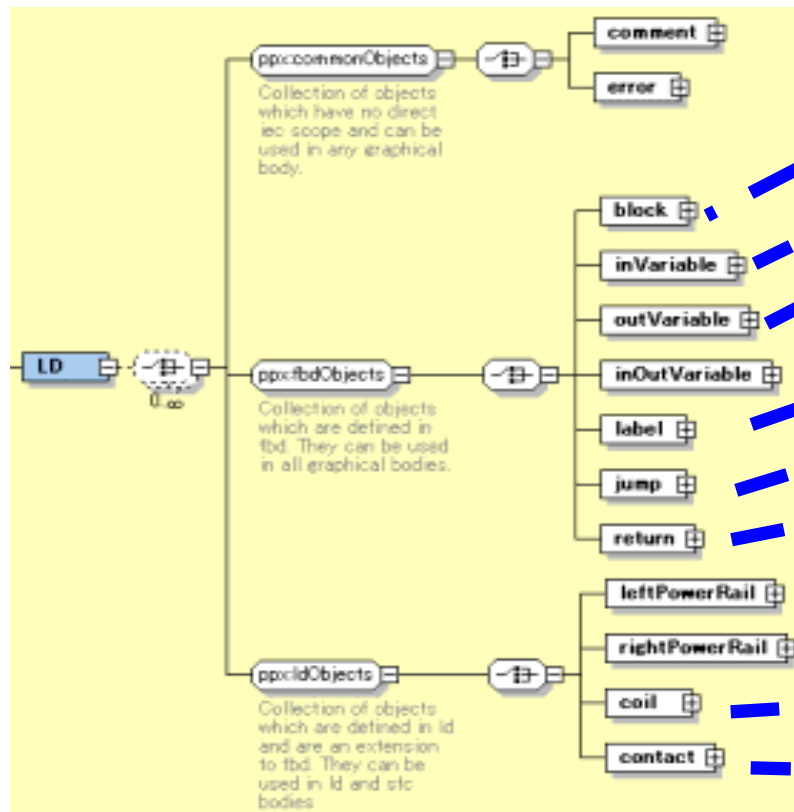 ppx:commonObjects
Collection of objects
which have no direct
iec scope and can be
used in any graphical
body.
comment
error
LD
0..∞
ppx:fbdObjects
Collection of objects
which are defined in
fbd. They can be used
in all graphical bodies.
block
inVariable
outVariable
inOutVariable
label
jump
return
ppx:ldObjects
Collection of objects
which are defined in ld
and are an extension
to fbd. They can be
used in ld and sfc
bodies
leftPowerRail
rightPowerRail
coil
contact